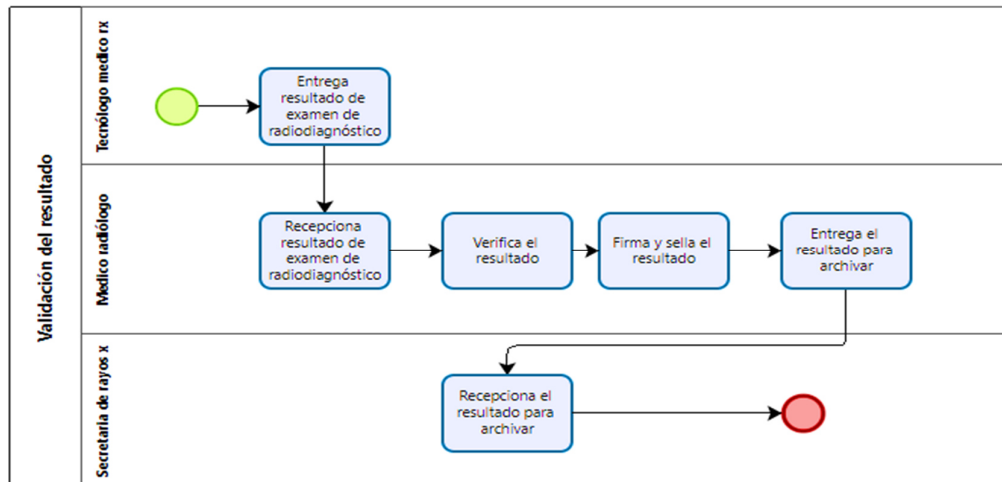 Validación del resultado
Tecnólogo medico rx
Entrega
resultado de
examen de
radiodiagnóstico
Medico radiólogo
Recepciona
resultado de
examen de
radiodiagnóstico
Verifica el
resultado
Firma y sella el
resultado
Entrega el
resultado para
archivar
Secretaria de rayos x
Recepciona el
resultado para
archivar